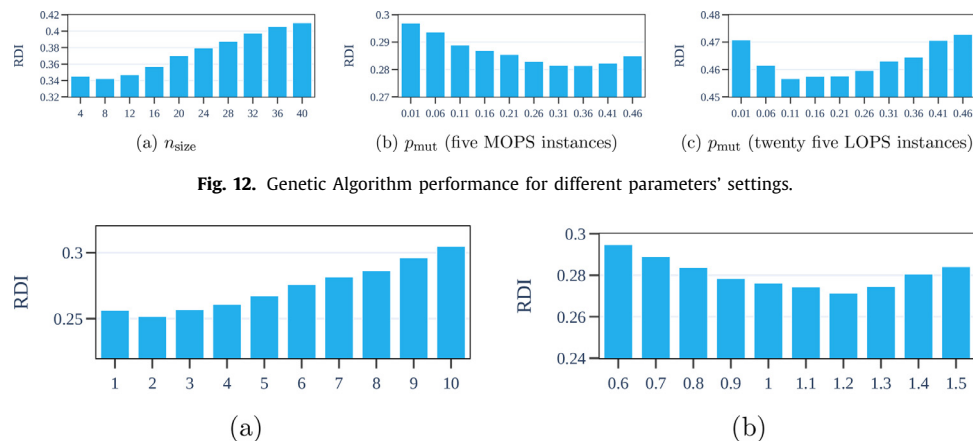 0.42
0.4
0.38
0.36
0.34
0.32
RDI
4 8 12 16 20 24 28 32 36 40
(a) n_size
0.3
0.29
0.28
0.27
RDI
0.01 0.06 0.11 0.16 0.21 0.26 0.31 0.36 0.41 0.46
(b) p_mut (five MOPS instances)
0.48
0.47
0.46
0.45
RDI
0.01 0.06 0.11 0.16 0.21 0.26 0.31 0.36 0.41 0.46
(c) p_mut (twenty five LOPS instances)
Fig. 12. Genetic Algorithm performance for different parameters' settings.
0.3
0.25
RDI
1 2 3 4 5 6 7 8 9 10
(a)
0.3
0.28
0.26
0.24
RDI
0.6 0.7 0.8 0.9 1 1.1 1.2 1.3 1.4 1.5
(b)